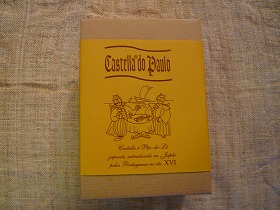 Castella do Paulo
Castella é Pão-de-Ló
japonês, introduzido no Japão
pelos Portugueses no séc XVI